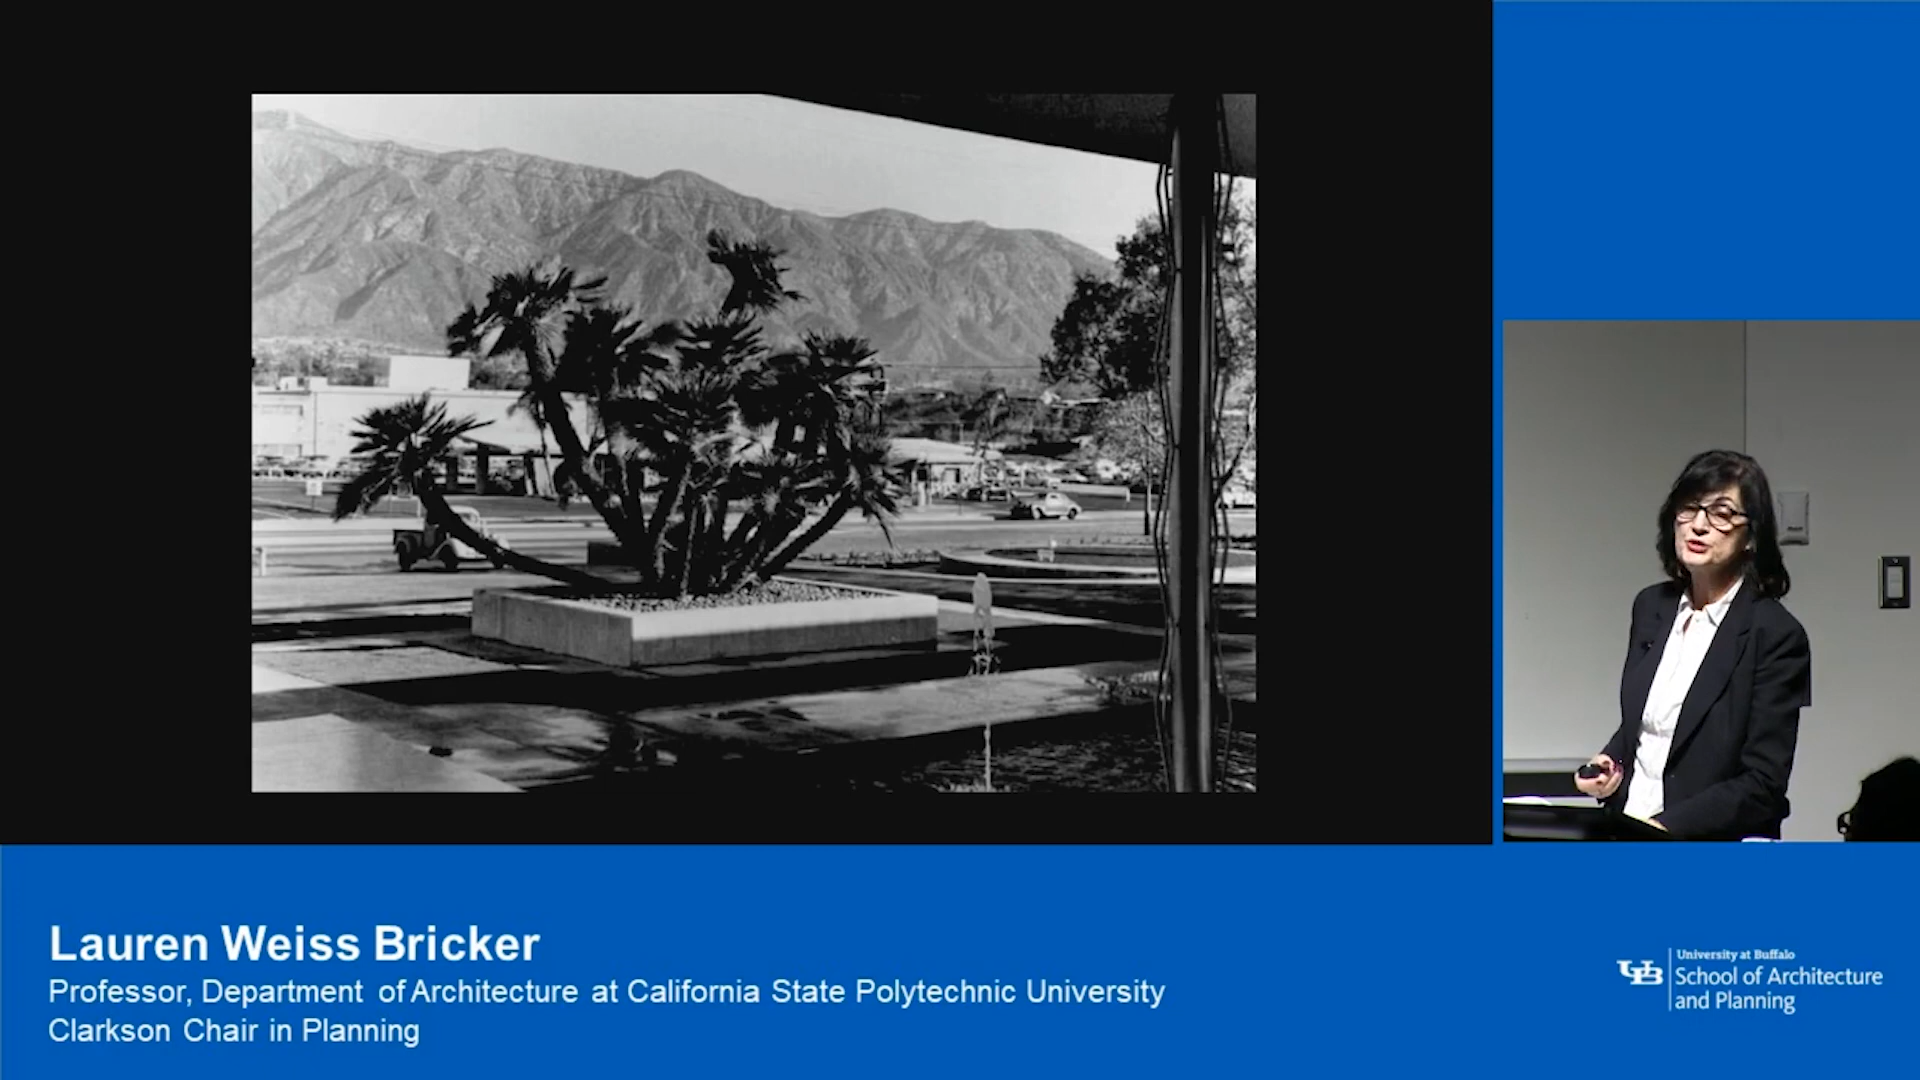 Lauren Weiss Bricker
Professor, Department of Architecture at California State Polytechnic University
Clarkson Chair in Planning
UB
University at Buffalo
School of Architecture
and Planning